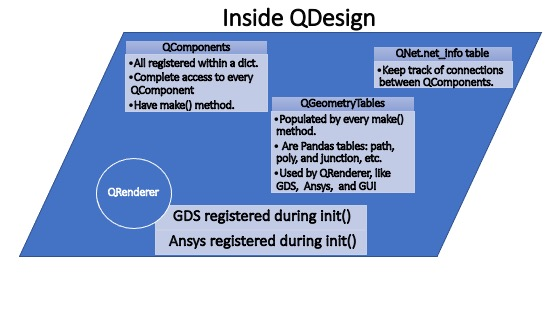 Inside QDesign
QComponents
•All registered within a dict.
•Complete access to every
QComponent
•Have make() method.
QNet.net_info table
•Keep track of connections
between QComponents.
QGeometryTables
•Populated by every make()
method.
• Are Pandas tables: path,
poly, and junction, etc.
•Used by QRenderer, like
GDS, Ansys, and GUI
QRenderer
GDS registered during init()
Ansys registered during init()